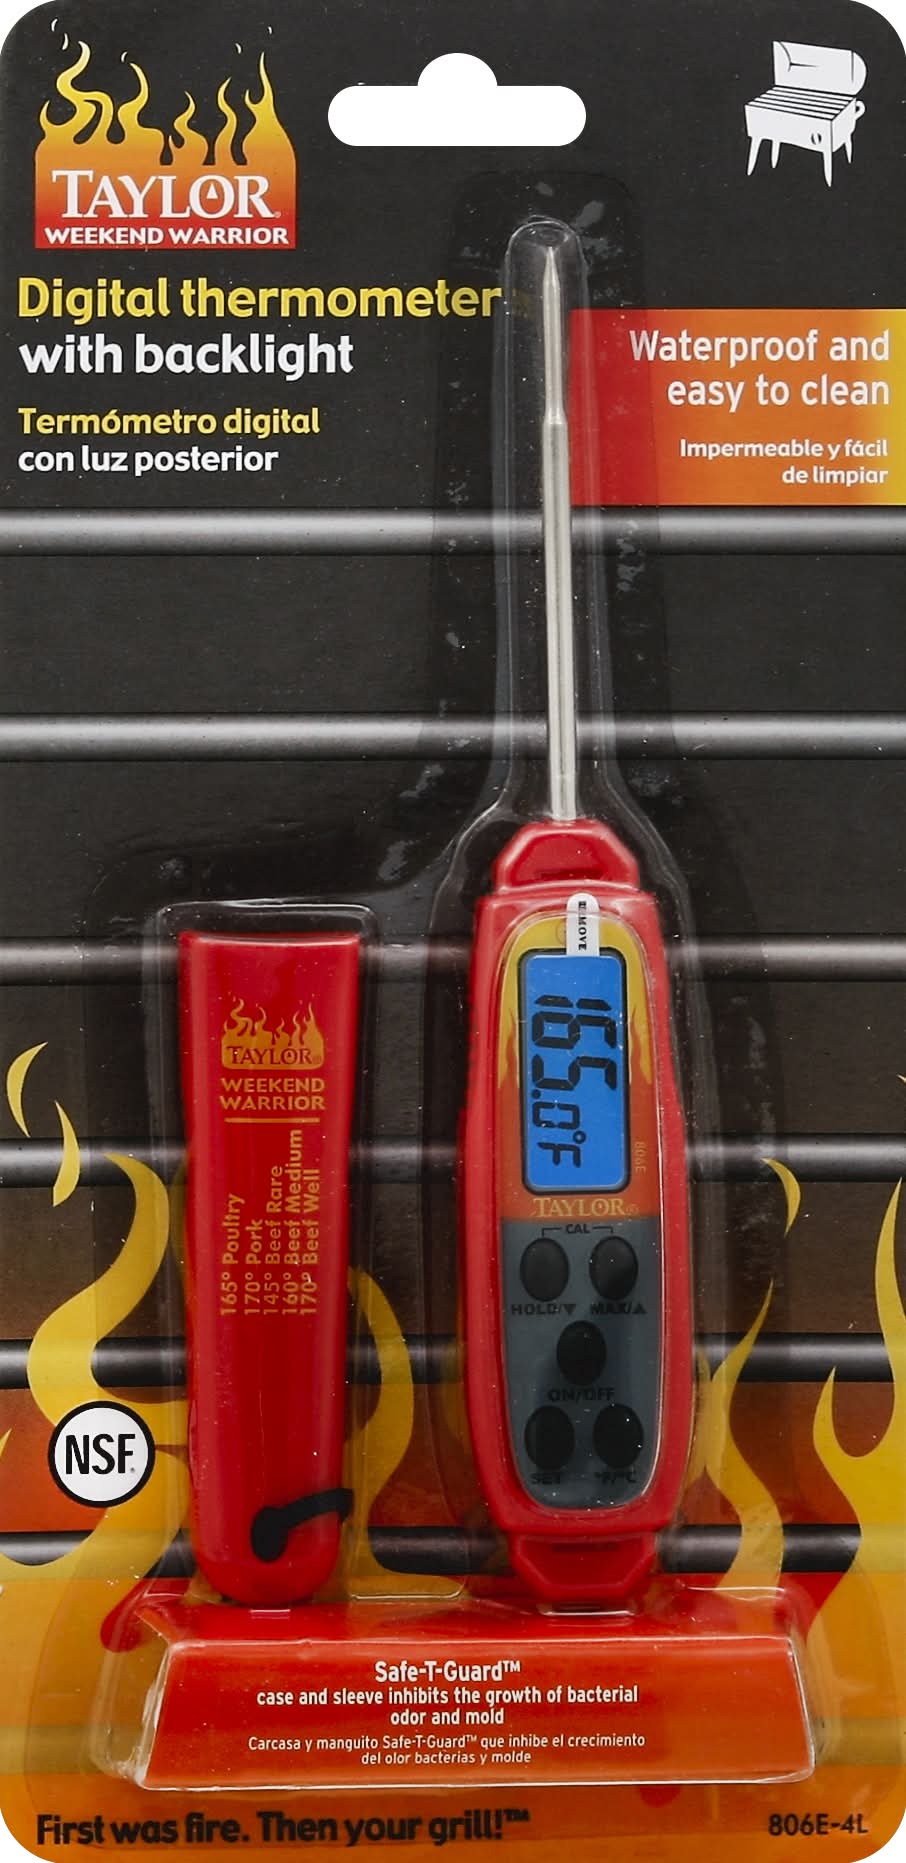 TAYLOR®
WEEKEND WARRIOR
Digital thermometer
with backlight
Termómetro digital
con luz posterior
Waterproof and
easy to clean
Impermeable y fácil
de limpiar
REMOVE
165.0°F
806E
TAYLOR®
CAL
HOLD/▼ MAX/▲
ON/OFF
SET °F/°C
TAYLOR®
WEEKEND
WARRIOR
165° Poultry
170° Pork
145° Beef Rare
160° Beef Medium
170° Beef Well
NSF®
Safe-T-Guard™
case and sleeve inhibits the growth of bacterial
odor and mold
Carcasa y manguito Safe-T-Guard™ que inhibe el crecimiento
del olor bacterias y molde
First was fire. Then your grill!™
806E-4L